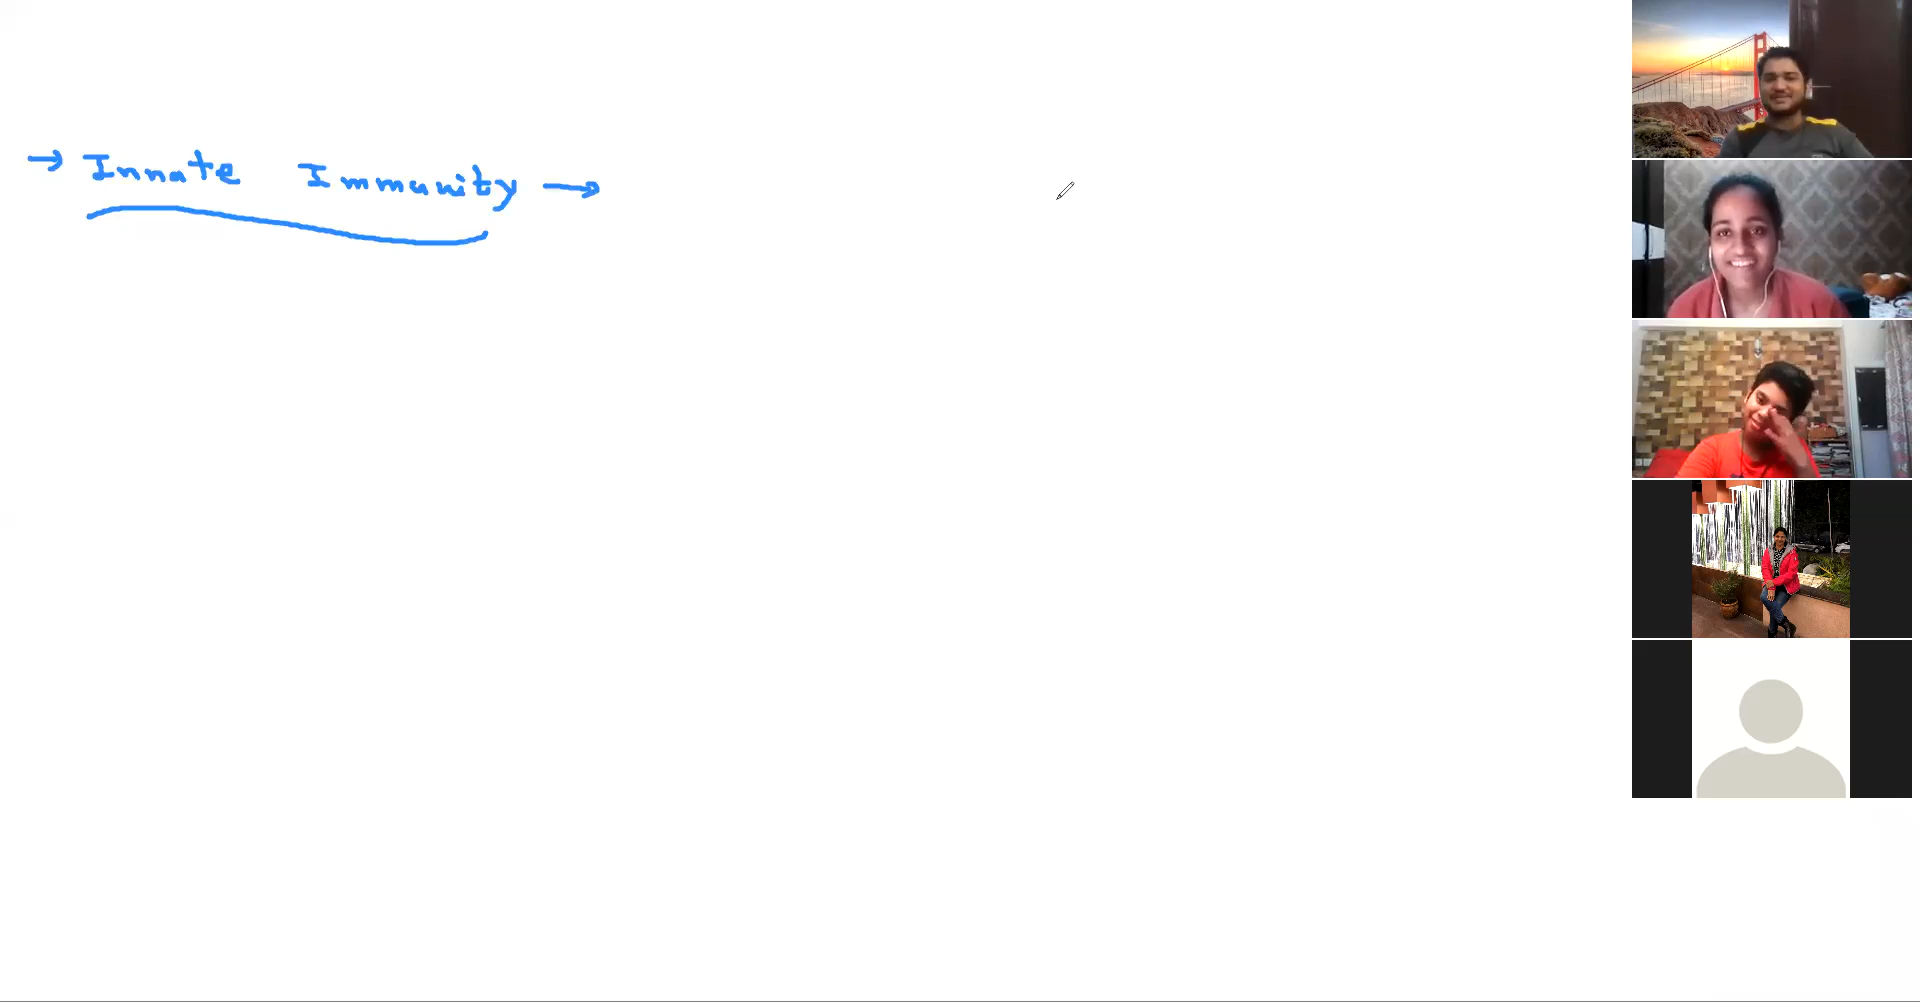 → Innate Immunity →